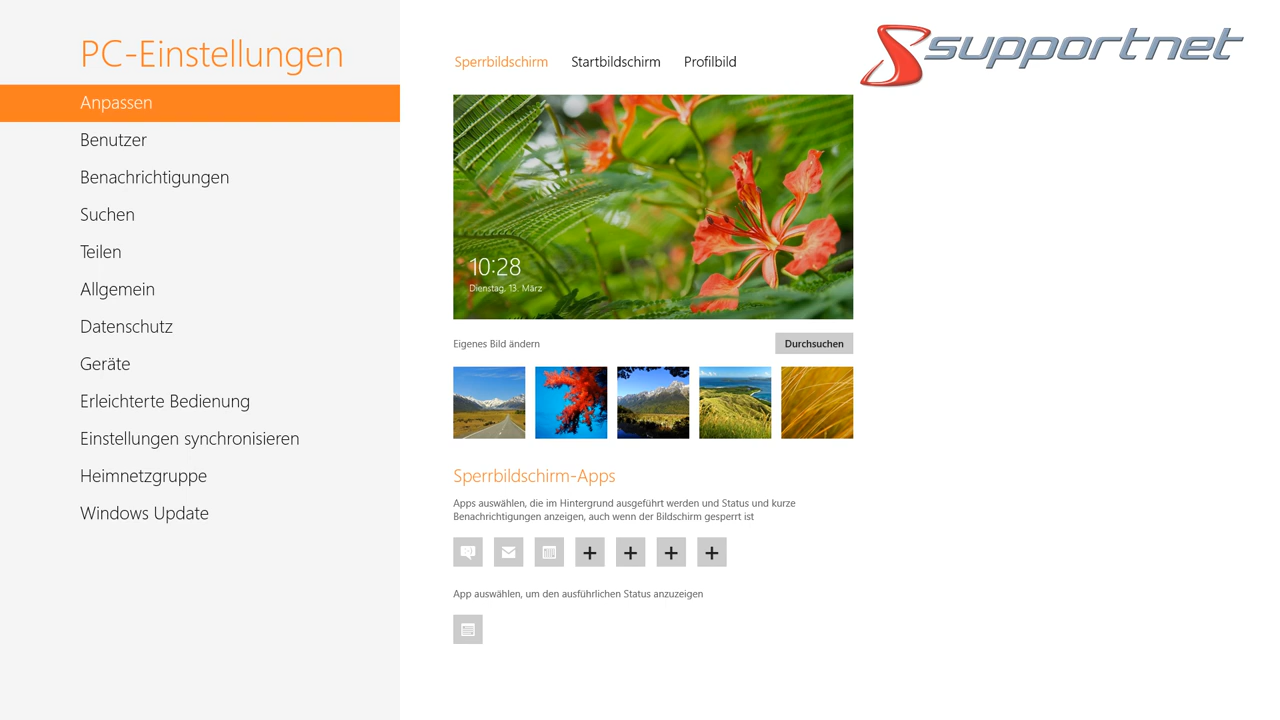 PC-Einstellungen
Anpassen
Benutzer
Benachrichtigungen
Suchen
Teilen
Allgemein
Datenschutz
Geräte
Erleichterte Bedienung
Einstellungen synchronisieren
Heimnetzgruppe
Windows Update
Sperrbildschirm Startbildschirm Profilbild
supportnet
10:28
Dienstag, 13. März
Eigenes Bild ändern
Durchsuchen
Sperrbildschirm-Apps
Apps auswählen, die im Hintergrund ausgeführt werden und Status und kurze
Benachrichtigungen anzeigen, auch wenn der Bildschirm gesperrt ist
App auswählen, um den ausführlichen Status anzuzeigen